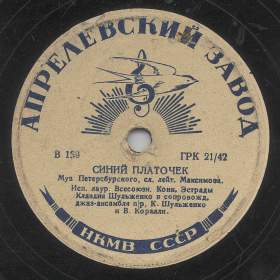 АПРЕЛЕВСКИЙ ЗАВОД
В 139 ГРК 21/42
СИНИЙ ПЛАТОЧЕК
Муз Петерсбурского, сл. лейт. Максимова.
Исп. лаур. Всесоюзн. Конк. Эстрады
Клавдия Шульженко в сопровожд.
джаз-ансамбля п/р. К. Шульженко
и В. Коралли.
НКМВ СССР